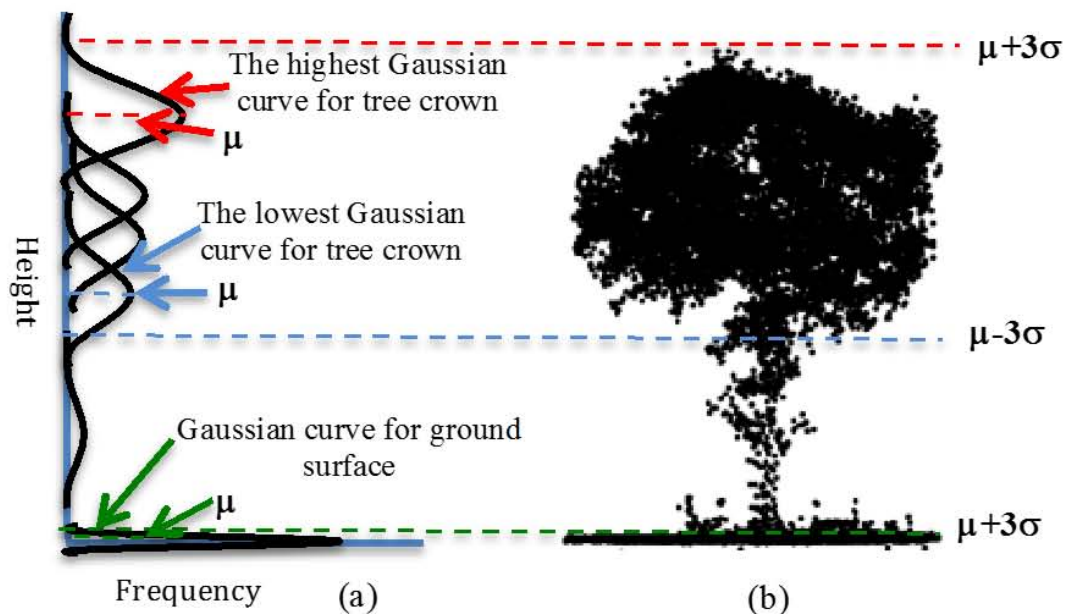 μ+3σ
The highest Gaussian
curve for tree crown
μ
The lowest Gaussian
curve for tree crown
μ
Height
μ-3σ
Gaussian curve for ground
surface
μ
μ+3σ
Frequency
(a)
(b)